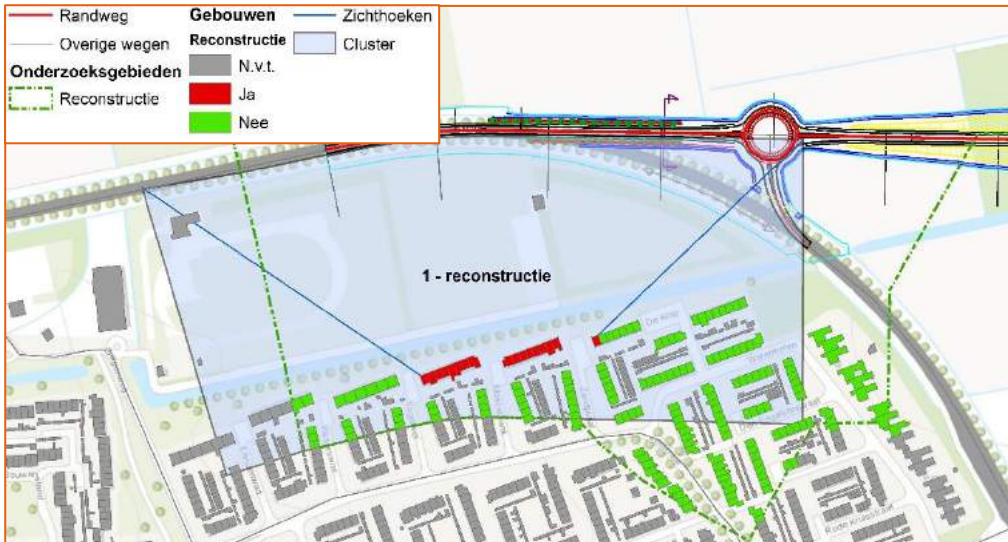 Randweg
Overige wegen
Onderzoeksgebieden
Reconstructie
Gebouwen
Reconstructie
N.v.t.
Ja
Nee
Zichthoeken
Cluster
1 - reconstructie